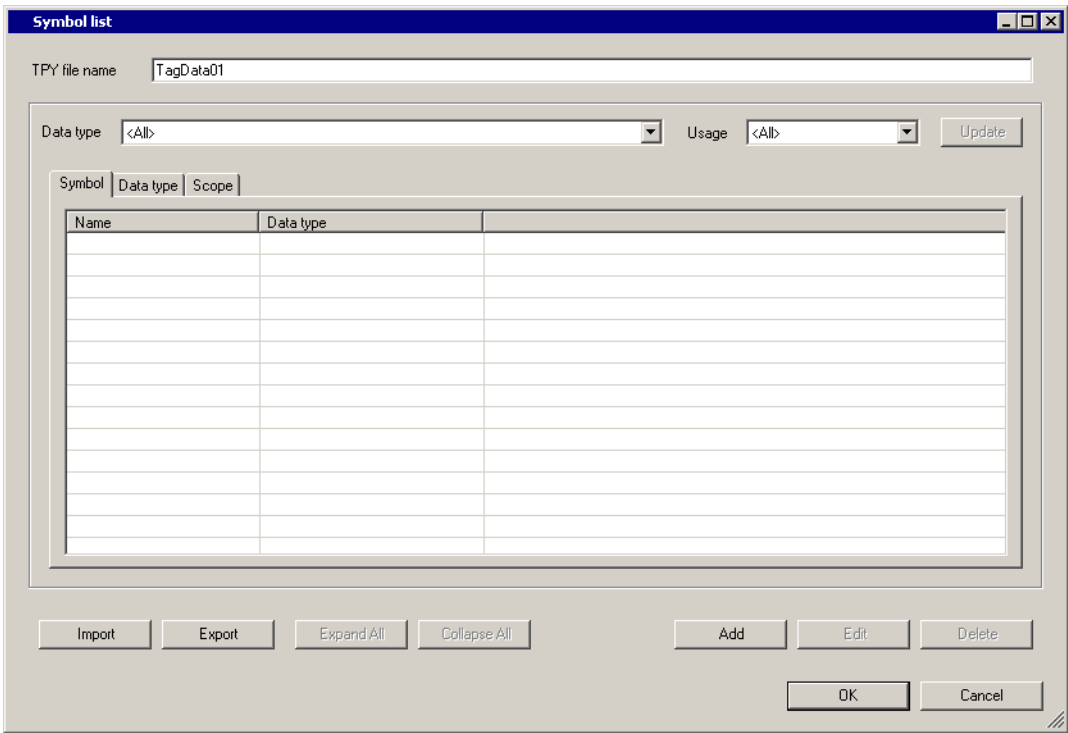 Symbol list
TPY file name TagData01
Data type <All> Usage <All> Update
Symbol Data type Scope
Name Data type
Import Export Expand All Collapse All Add Edit Delete
OK Cancel